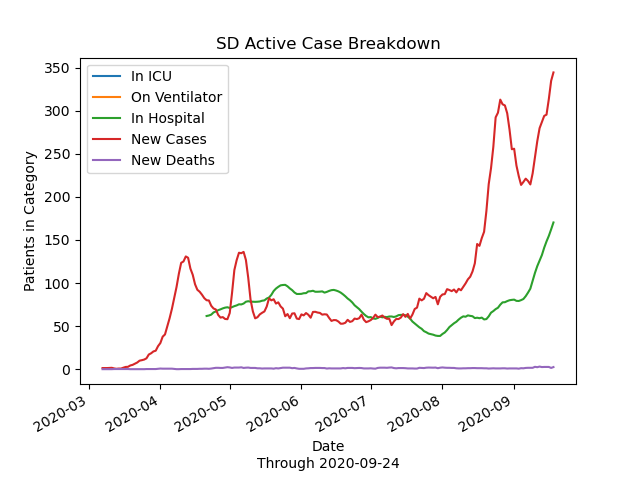 SD Active Case Breakdown
In ICU
On Ventilator
In Hospital
New Cases
New Deaths
Patients in Category
350
300
250
200
150
100
50
0
2020-03
2020-04
2020-05
2020-06
2020-07
2020-08
2020-09
Date
Through 2020-09-24